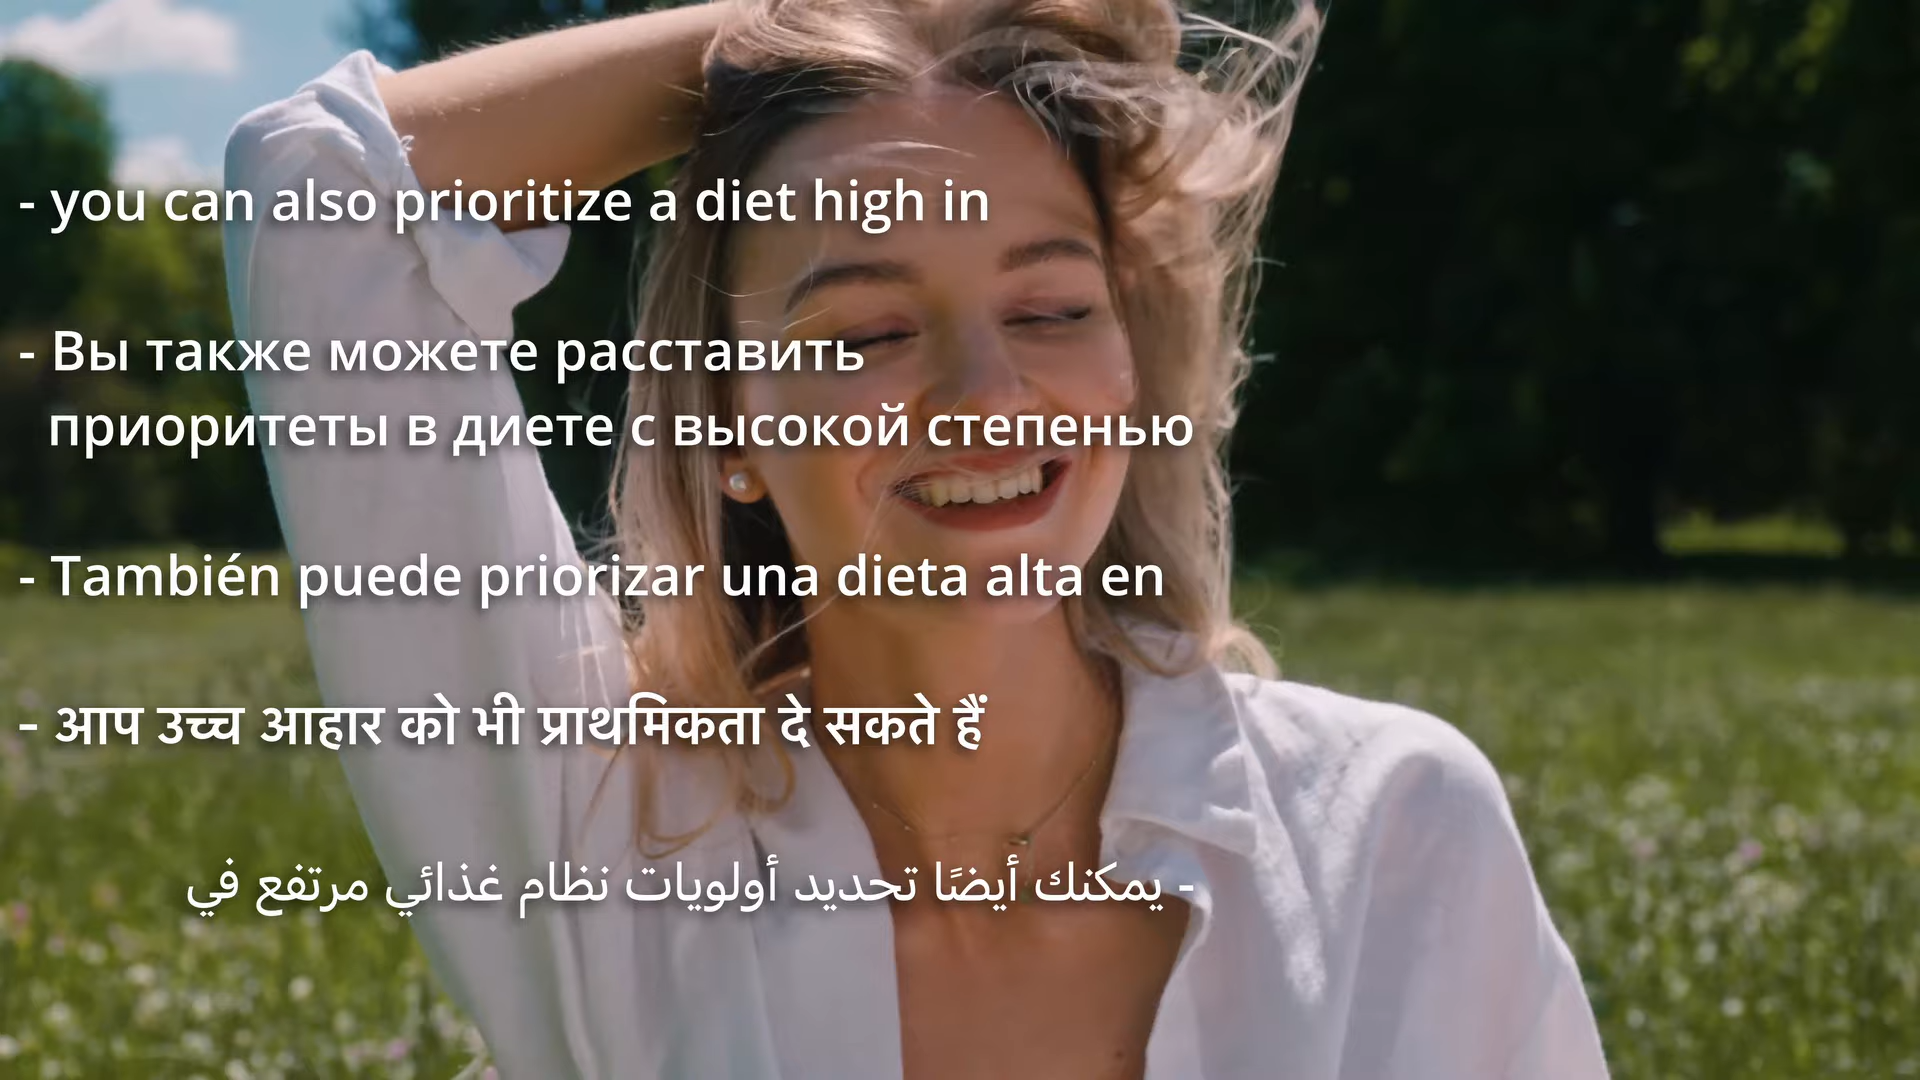 - you can also prioritize a diet high in
- Вы также можете расставить
приоритеты в диете с высокой степенью
- También puede priorizar una dieta alta en
- आप उच्च आहार को भी प्राथमिकता दे सकते हैं
- يمكنك أيضًا تحديد أولويات نظام غذائي مرتفع في